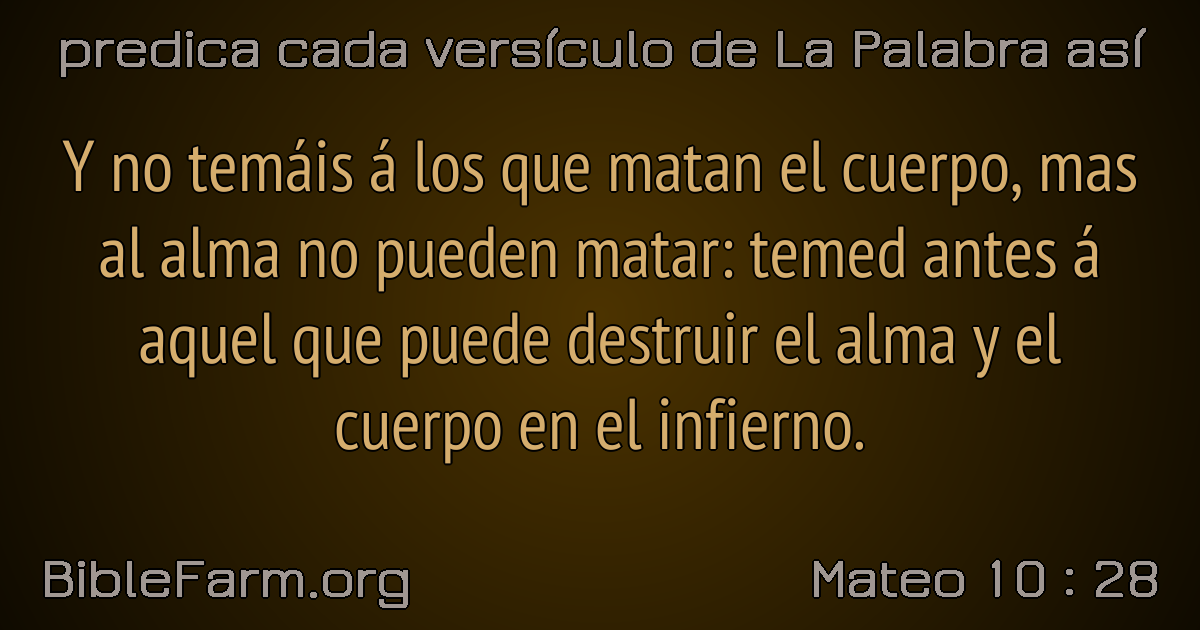 predica cada versículo de La Palabra así
Y no temáis á los que matan el cuerpo, mas
al alma no pueden matar: temed antes á
aquel que puede destruir el alma y el
cuerpo en el infierno.
BibleFarm.org
Mateo 10 : 28